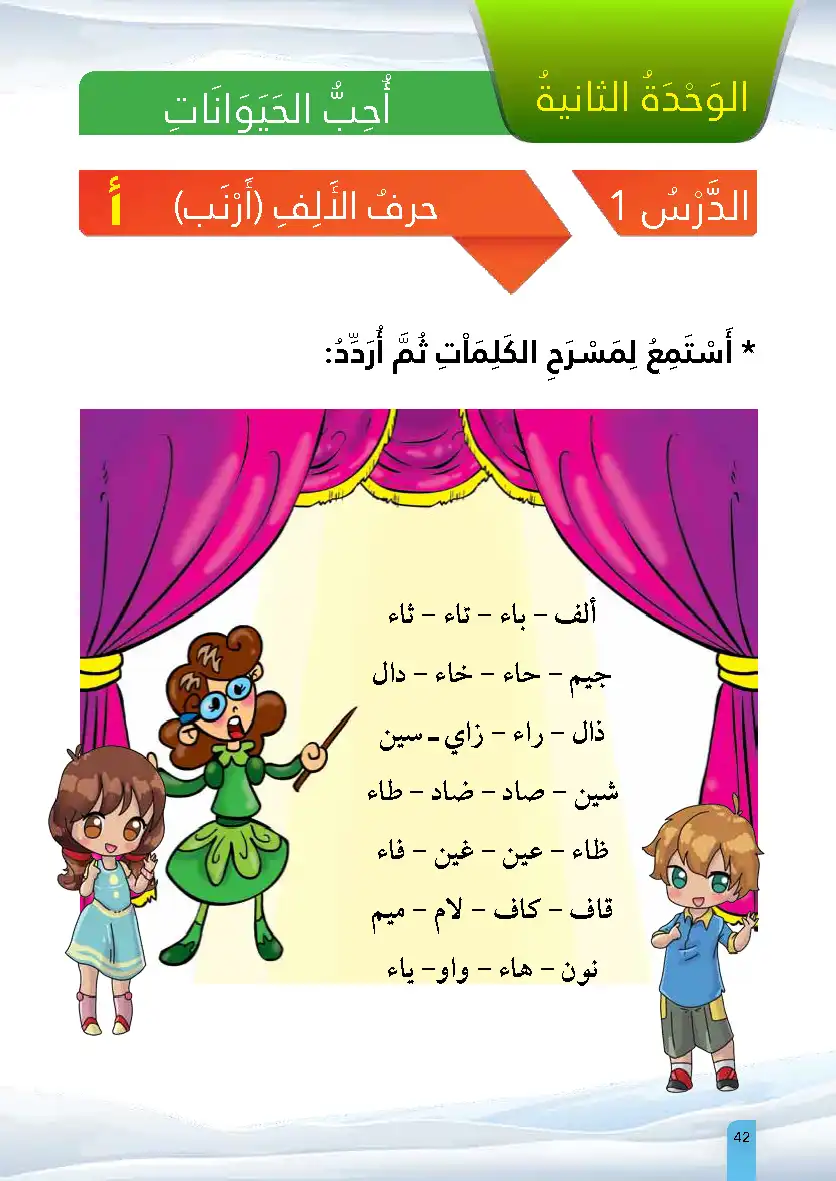 الوَحْدَةُ الثانيةُ
أُحِبُّ الحَيَوَانَاتِ
الدَّرْسُ 1
حرفُ الأَلِفِ (أَرْنَب) أ
* أَسْتَمِعُ لِمَسْرَحِ الكَلِمَاْتِ ثُمَّ أُرَدِّدُ:
ألف – باء – تاء – ثاء
جيم – حاء – خاء – دال
ذال – راء – زاي - سين
شين – صاد – ضاد – طاء
ظاء – عين – غين – فاء
قاف – كاف – لام – ميم
نون – هاء – واو– ياء
42